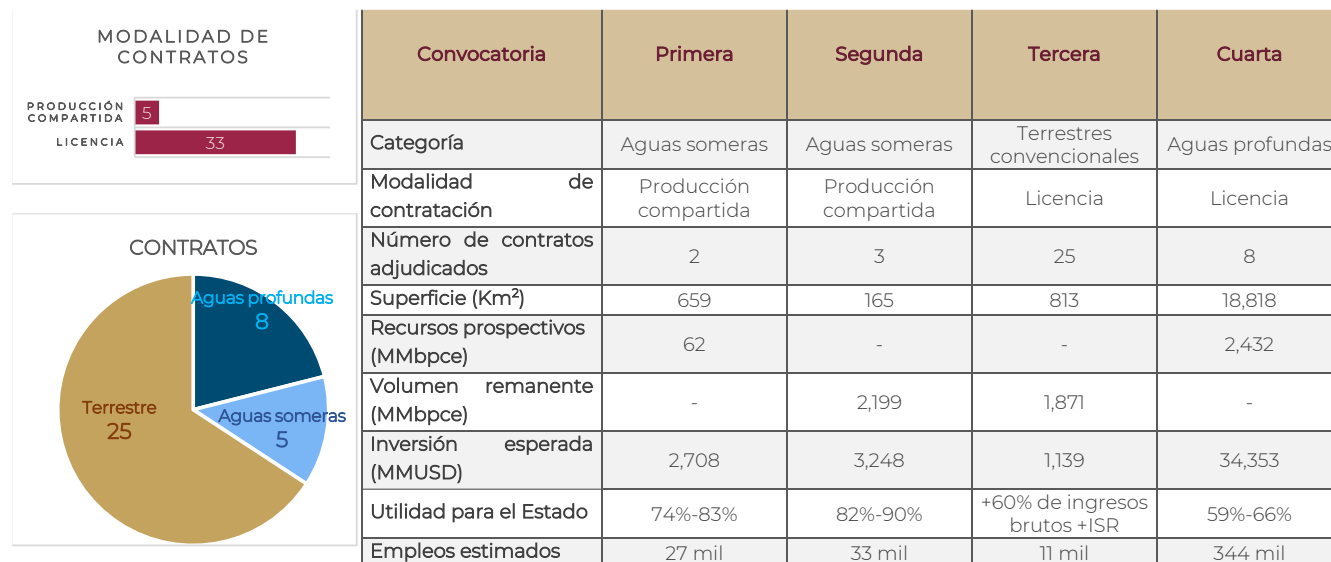 MODALIDAD DE
CONTRATOS
PRODUCCIÓN
COMPARTIDA
5
LICENCIA
33
CONTRATOS
Aguas profundas
8
Terrestre
25
Aguas someras
5
Convocatoria Primera Segunda Tercera Cuarta
Categoría Aguas someras Aguas someras Terrestres convencionales Aguas profundas
Modalidad de contratación Producción compartida Producción compartida Licencia Licencia
Número de contratos adjudicados 2 3 25 8
Superficie (Km²) 659 165 813 18,818
Recursos prospectivos (MMbpce) 62 - - 2,432
Volumen remanente (MMbpce) - 2,199 1,871 -
Inversión esperada (MMUSD) 2,708 3,248 1,139 34,353
Utilidad para el Estado 74%-83% 82%-90% +60% de ingresos brutos +ISR 59%-66%
Empleos estimados 27 mil 33 mil 11 mil 344 mil